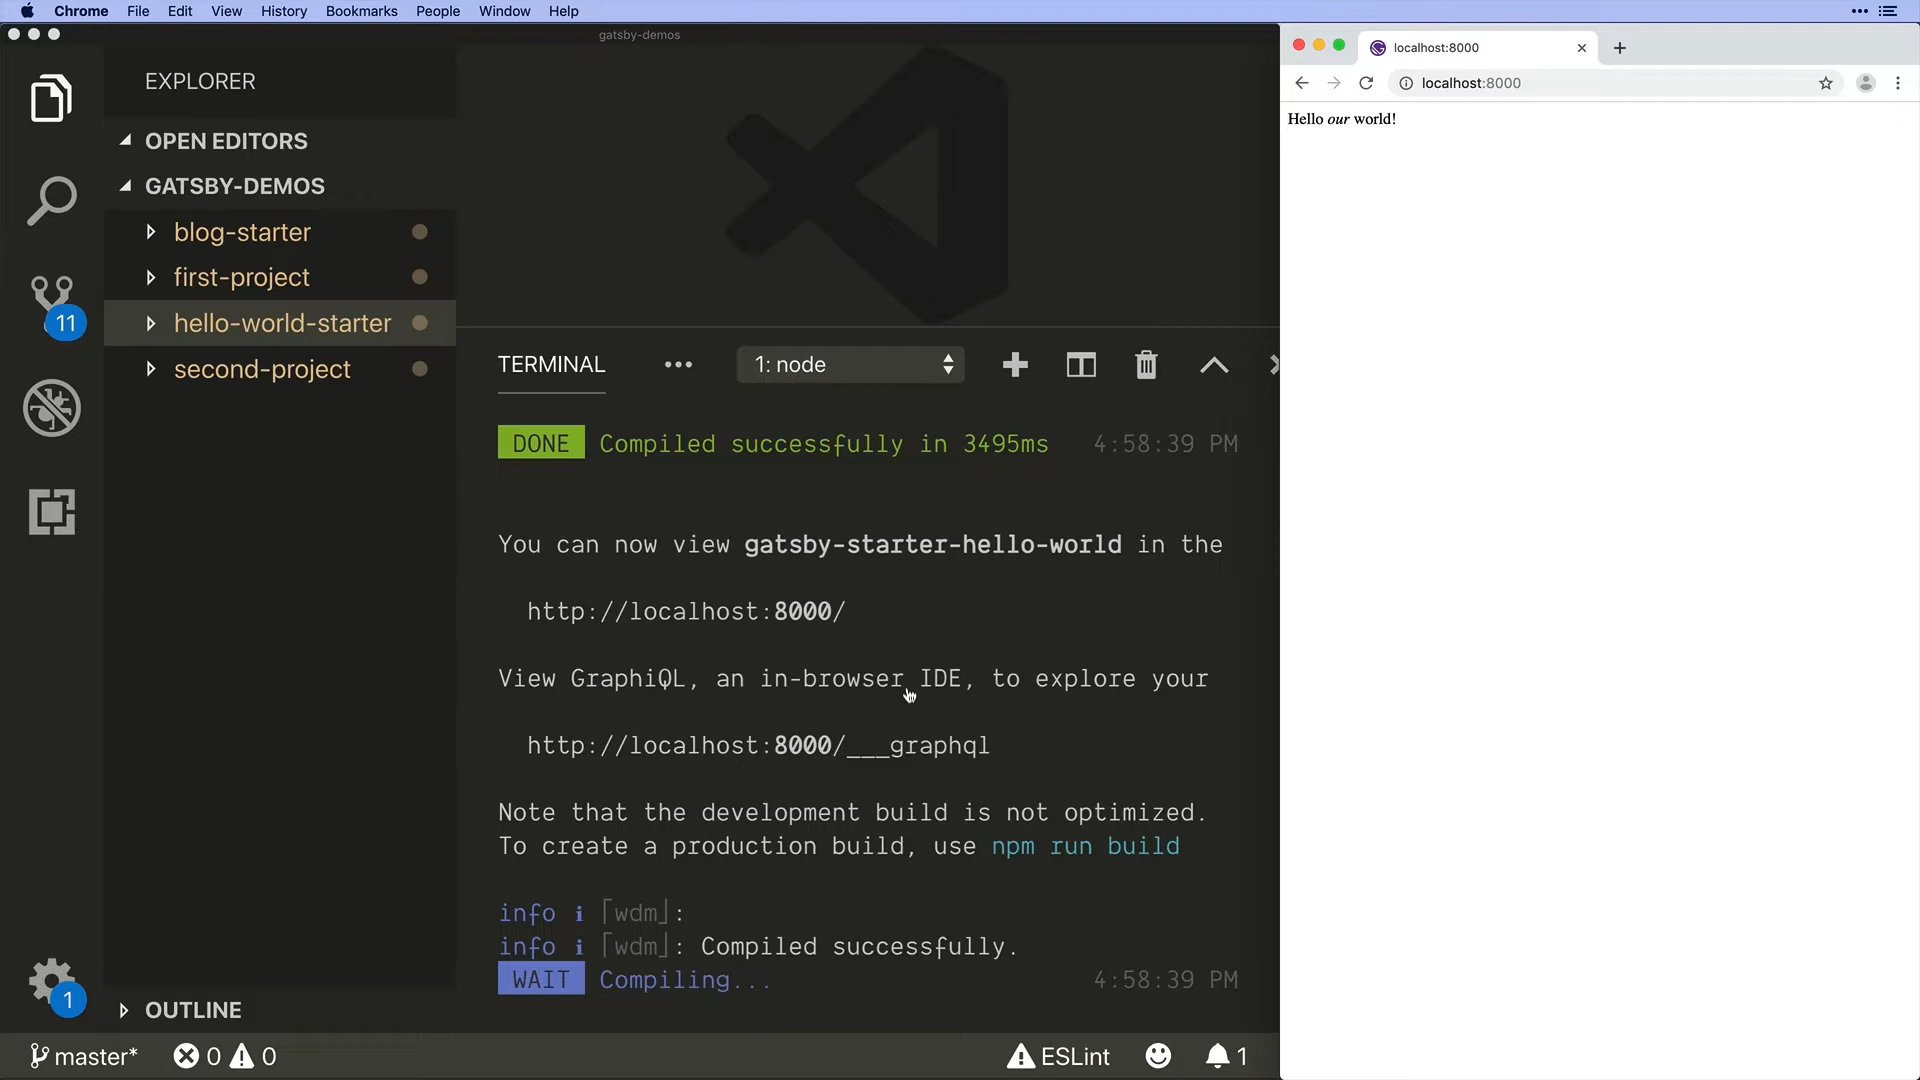 Chrome File Edit View History Bookmarks People Window Help
gatsby-demos
EXPLORER
OPEN EDITORS
GATSBY-DEMOS
blog-starter
first-project
hello-world-starter
second-project
OUTLINE
11
1
TERMINAL
1: node
DONE Compiled successfully in 3495ms 4:58:39 PM
You can now view gatsby-starter-hello-world in the
http://localhost:8000/
View GraphiQL, an in-browser IDE, to explore your
http://localhost:8000/___graphql
Note that the development build is not optimized.
To create a production build, use npm run build
info i ｢wdm｣:
info i ｢wdm｣: Compiled successfully.
WAIT Compiling... 4:58:39 PM
master* 0 0 ESLint 1
localhost:8000
localhost:8000
Hello our world!